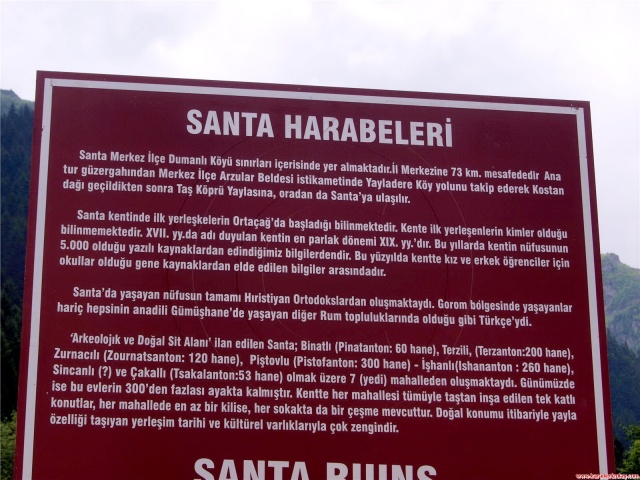 SANTA HARABELERİ
Santa Merkez İlçe Dumanlı Köyü sınırları içerisinde yer almaktadır.İl Merkezine 73 km. mesafededir Ana
tur güzergahından Merkez İlçe Arzular Beldesi istikametinde Yayladere Köy yolunu takip ederek Kostan
dağı geçildikten sonra Taş Köprü Yaylasına, oradan da Santa'ya ulaşılır.
Santa kentinde ilk yerleşkelerin Ortaçağ'da başladığı bilinmektedir. Kente ilk yerleşenlerin kimler olduğu
bilinmemektedir. XVII. yy.da adı duyulan kentin en parlak dönemi XIX. yy.'dır. Bu yıllarda kentin nüfusunun
5.000 olduğu yazılı kaynaklardan edindiğimiz bilgilerdendir. Bu yüzyılda kentte kız ve erkek öğrenciler için
okullar olduğu gene kaynaklardan elde edilen bilgiler arasındadır.
Santa'da yaşayan nüfusun tamamı Hıristiyan Ortodokslardan oluşmaktaydı. Gorom bölgesinde yaşayanlar
hariç hepsinin anadili Gümüşhane'de yaşayan diğer Rum topluluklarında olduğu gibi Türkçe'ydi.
'Arkeolojık ve Doğal Sit Alanı' ilan edilen Santa; Binatlı (Pinatanton: 60 hane), Terzili, (Terzanton:200 hane),
Zurnacılı (Zournatsanton: 120 hane), Piştovlu (Pistofanton: 300 hane) - İşhanlı(Ishananton : 260 hane),
Sincanlı (?) ve Çakallı (Tsakalanton:53 hane) olmak üzere 7 (yedi) mahalleden oluşmaktaydı. Günümüzde
ise bu evlerin 300'den fazlası ayakta kalmıştır. Kentte her mahallesi tümüyle taştan inşa edilen tek katlı
konutlar, her mahallede en az bir kilise, her sokakta da bir çeşme mevcuttur. Doğal konumu itibariyle yayla
özelliği taşıyan yerleşim tarihi ve kültürel varlıklarıyla çok zengindir.
SANTA RUINS